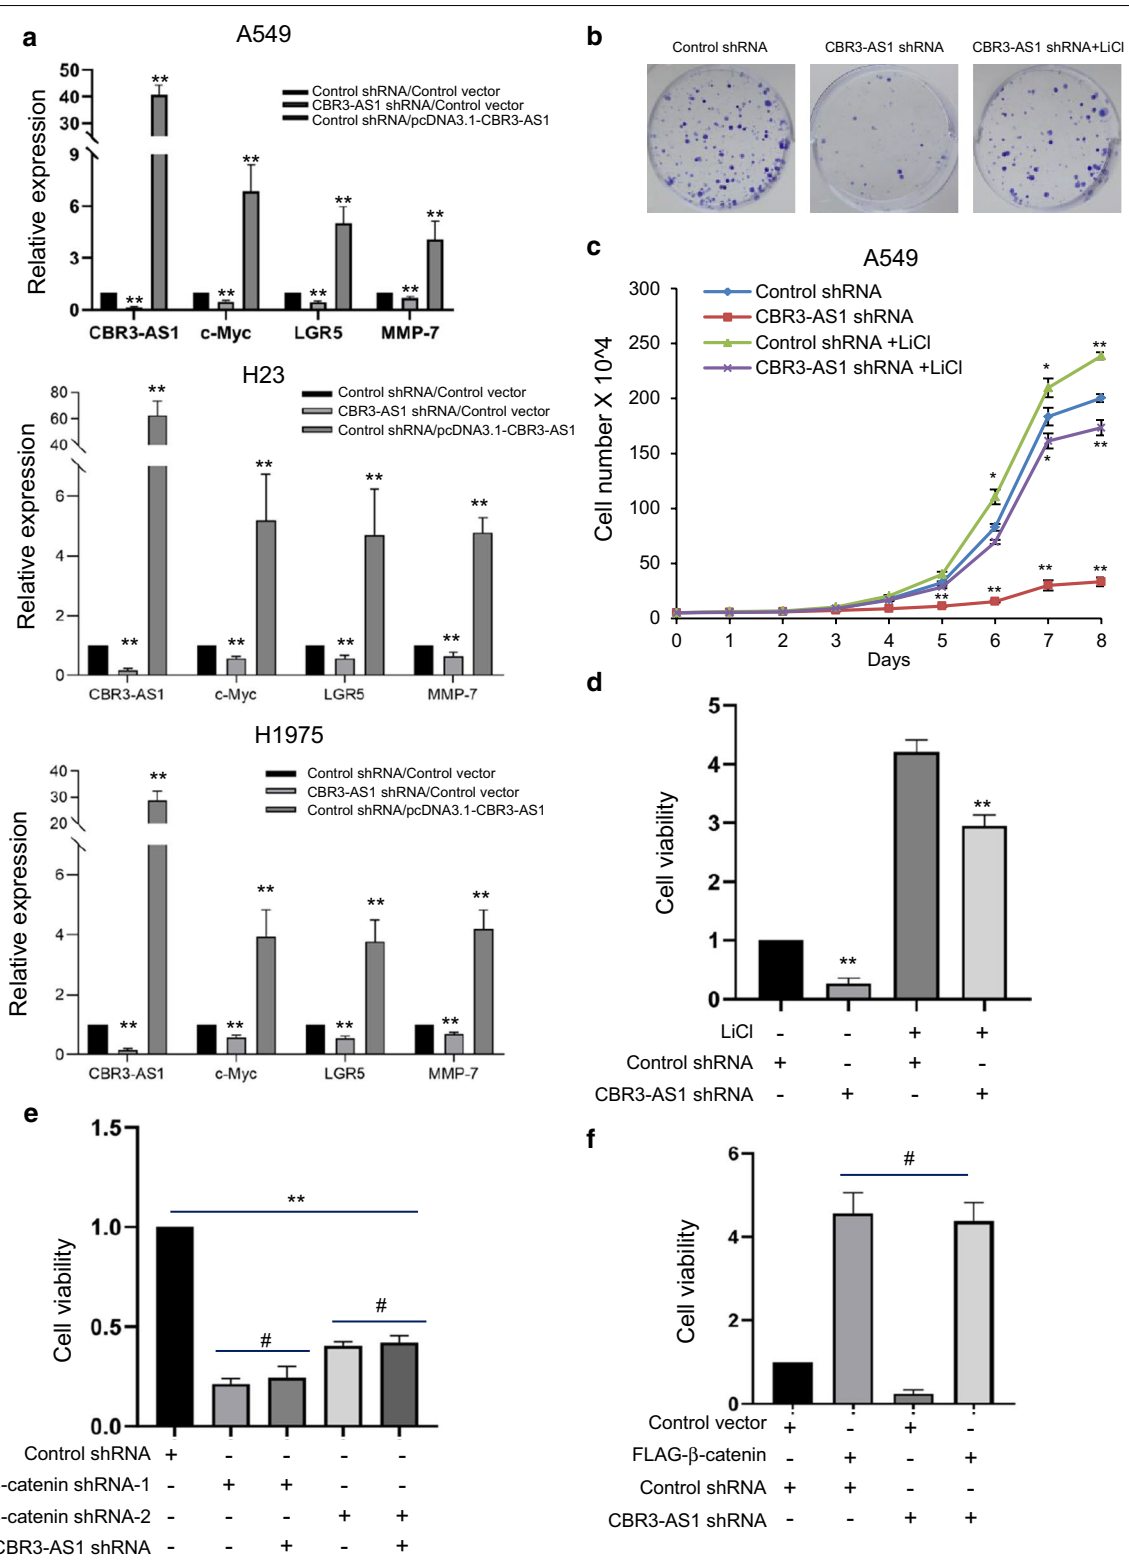 a
A549
Control shRNA/Control vector
CBR3-AS1 shRNA/Control vector
Control shRNA/pcDNA3.1-CBR3-AS1
Relative expression
50
40
30
9
6
3
0
** ** ** ** ** ** ** **
CBR3-AS1 c-Myc LGR5 MMP-7
H23
Control shRNA/Control vector
CBR3-AS1 shRNA/Control vector
Control shRNA/pcDNA3.1-CBR3-AS1
Relative expression
80
60
40
6
4
2
0
** ** ** ** ** ** ** **
CBR3-AS1 c-Myc LGR5 MMP-7
H1975
Control shRNA/Control vector
CBR3-AS1 shRNA/Control vector
Control shRNA/pcDNA3.1-CBR3-AS1
Relative expression
40
30
20
6
4
2
0
** ** ** ** ** ** ** **
CBR3-AS1 c-Myc LGR5 MMP-7
b
Control shRNA CBR3-AS1 shRNA CBR3-AS1 shRNA+LiCl
c
A549
Control shRNA
CBR3-AS1 shRNA
Control shRNA +LiCl
CBR3-AS1 shRNA +LiCl
Cell number X 10^4
300
250
200
150
100
50
0
* * **
* **
** ** ** **
0 1 2 3 4 5 6 7 8
Days
d
Cell viability
5
4
3
2
1
0
** **
LiCl - - + +
Control shRNA + - + -
CBR3-AS1 shRNA - + - +
e
Cell viability
1.5
1.0
0.5
0.0
**
# #
Control shRNA + - - - -
-catenin shRNA-1 - + + - -
-catenin shRNA-2 - - - + +
CBR3-AS1 shRNA - - + - +
f
Cell viability
6
4
2
0
#
Control vector + - + -
FLAG-β-catenin - + - +
Control shRNA + + - -
CBR3-AS1 shRNA - - + +